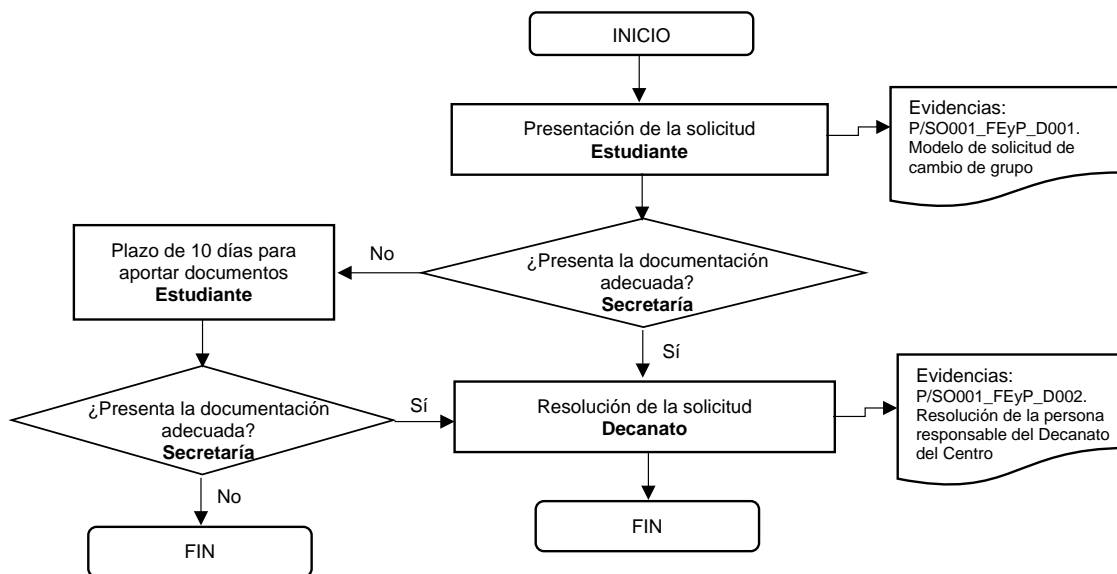 INICIO
Presentación de la solicitud
Estudiante
Evidencias:
P/SO001_FEyP_D001.
Modelo de solicitud de
cambio de grupo
¿Presenta la documentación
adecuada?
Secretaría
No
Plazo de 10 días para
aportar documentos
Estudiante
Sí
¿Presenta la documentación
adecuada?
Secretaría
Sí
Resolución de la solicitud
Decanato
Evidencias:
P/SO001_FEyP_D002.
Resolución de la persona
responsable del Decanato
del Centro
No
FIN
FIN